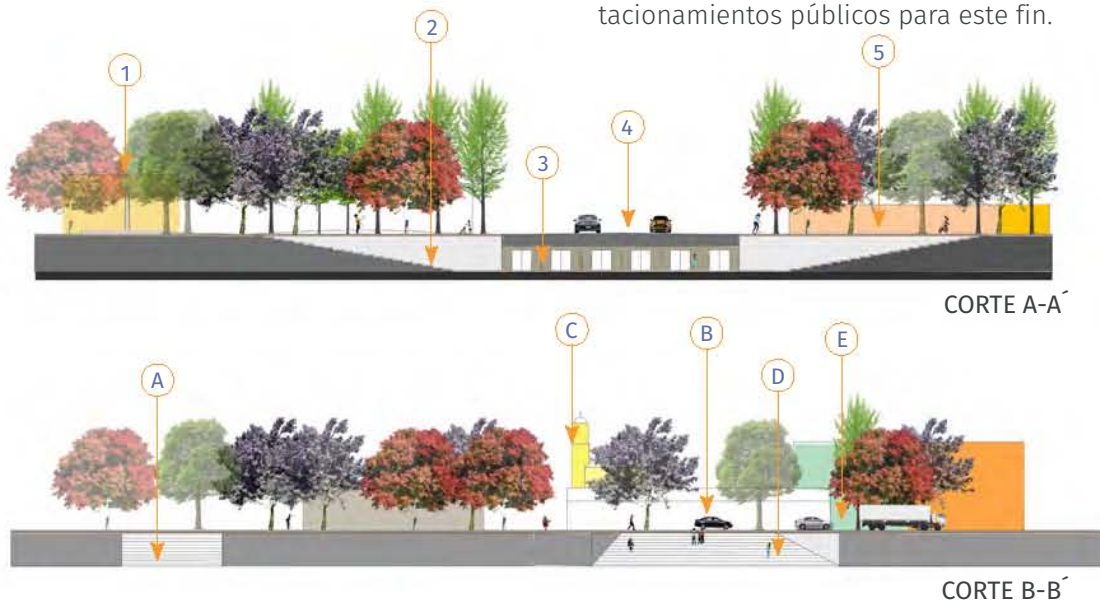 tacionamientos públicos para este fin.
2
5
1
4
3
CORTE A-A´
C
B
E
A
D
CORTE B-B´